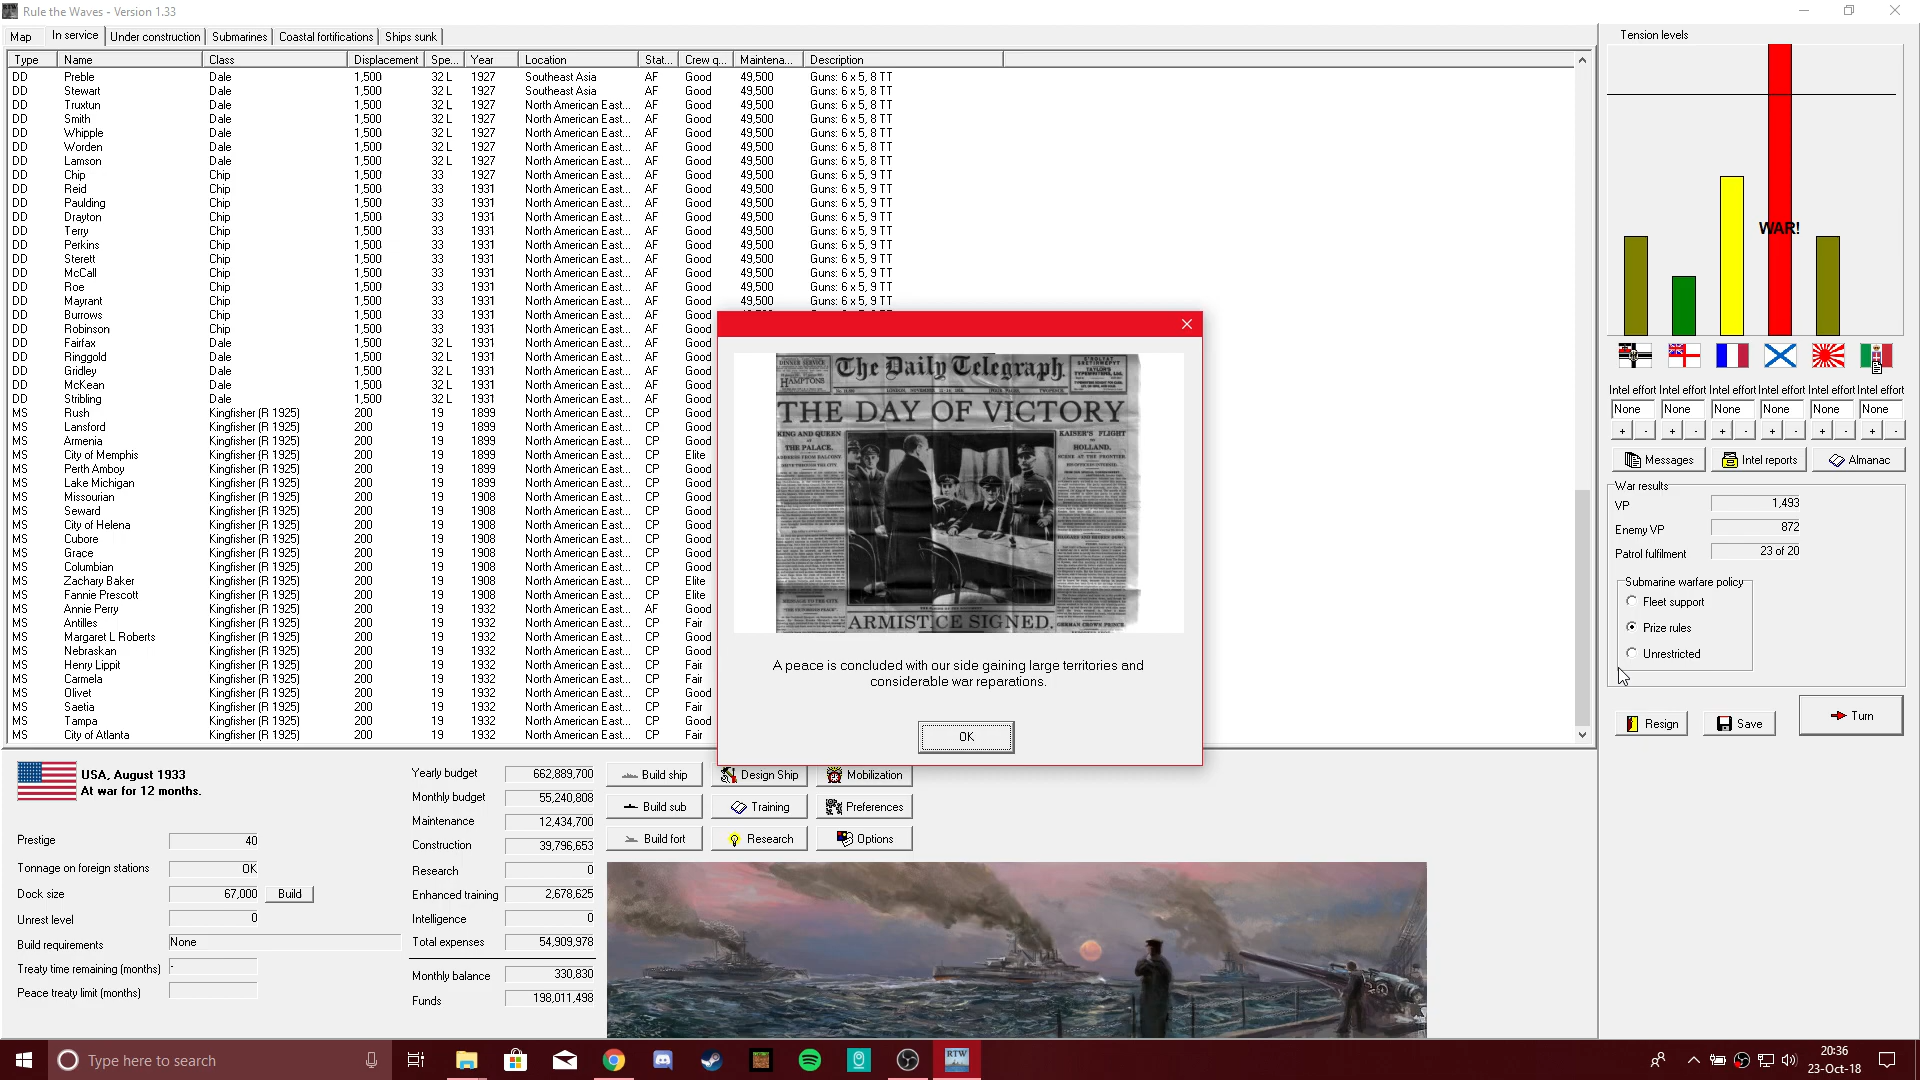 Rule the Waves - Version 1.33
Map In service Under construction Submarines Coastal fortifications Ships sunk
Type Name Class Displacement Spe... Year Location Stat... Crew q... Maintena... Description
DD Preble Dale 1,500 32 L 1927 Southeast Asia AF Good 49,500 Guns: 6 x 5, 8 TT
DD Stewart Dale 1,500 32 L 1927 Southeast Asia AF Good 49,500 Guns: 6 x 5, 8 TT
DD Truxtun Dale 1,500 32 L 1927 North American East... AF Good 49,500 Guns: 6 x 5, 8 TT
DD Smith Dale 1,500 32 L 1927 North American East... AF Good 49,500 Guns: 6 x 5, 8 TT
DD Whipple Dale 1,500 32 L 1927 North American East... AF Good 49,500 Guns: 6 x 5, 8 TT
DD Worden Dale 1,500 32 L 1927 North American East... AF Good 49,500 Guns: 6 x 5, 8 TT
DD Lamson Dale 1,500 32 L 1927 North American East... AF Good 49,500 Guns: 6 x 5, 8 TT
DD Chip Chip 1,500 33 1927 North American East... AF Good 49,500 Guns: 6 x 5, 9 TT
DD Reid Chip 1,500 33 1931 North American East... AF Good 49,500 Guns: 6 x 5, 9 TT
DD Paulding Chip 1,500 33 1931 North American East... AF Good 49,500 Guns: 6 x 5, 9 TT
DD Drayton Chip 1,500 33 1931 North American East... AF Good 49,500 Guns: 6 x 5, 9 TT
DD Terry Chip 1,500 33 1931 North American East... AF Good 49,500 Guns: 6 x 5, 9 TT
DD Perkins Chip 1,500 33 1931 North American East... AF Good 49,500 Guns: 6 x 5, 9 TT
DD Sterett Chip 1,500 33 1931 North American East... AF Good 49,500 Guns: 6 x 5, 9 TT
DD McCall Chip 1,500 33 1931 North American East... AF Good 49,500 Guns: 6 x 5, 9 TT
DD Roe Chip 1,500 33 1931 North American East... AF Good 49,500 Guns: 6 x 5, 9 TT
DD Mayrant Chip 1,500 33 1931 North American East... AF Good 49,500 Guns: 6 x 5, 9 TT
DD Burrows Chip 1,500 33 1931 North American East... AF Good
DD Robinson Chip 1,500 33 1931 North American East... AF Good
DD Fairfax Dale 1,500 32 L 1931 North American East... AF Good
DD Ringgold Dale 1,500 32 L 1931 North American East... AF Good
DD Gridley Dale 1,500 32 L 1931 North American East... AF Good
DD McKean Dale 1,500 32 L 1931 North American East... AF Good
DD Stribling Dale 1,500 32 L 1931 North American East... AF Good
MS Rush Kingfisher (R 1925) 200 19 1899 North American East... CP Good
MS Lansford Kingfisher (R 1925) 200 19 1899 North American East... CP Good
MS Armenia Kingfisher (R 1925) 200 19 1899 North American East... CP Good
MS City of Memphis Kingfisher (R 1925) 200 19 1899 North American East... CP Elite
MS Perth Amboy Kingfisher (R 1925) 200 19 1899 North American East... CP Good
MS Lake Michigan Kingfisher (R 1925) 200 19 1899 North American East... CP Good
MS Missourian Kingfisher (R 1925) 200 19 1908 North American East... CP Good
MS Seward Kingfisher (R 1925) 200 19 1908 North American East... CP Good
MS City of Helena Kingfisher (R 1925) 200 19 1908 North American East... CP Good
MS Cubore Kingfisher (R 1925) 200 19 1908 North American East... CP Good
MS Grace Kingfisher (R 1925) 200 19 1908 North American East... CP Good
MS Columbian Kingfisher (R 1925) 200 19 1908 North American East... CP Good
MS Zachary Baker Kingfisher (R 1925) 200 19 1908 North American East... CP Elite
MS Fannie Prescott Kingfisher (R 1925) 200 19 1908 North American East... CP Elite
MS Annie Perry Kingfisher (R 1925) 200 19 1932 North American East... AF Good
MS Antilles Kingfisher (R 1925) 200 19 1932 North American East... CP Fair
MS Margaret L Roberts Kingfisher (R 1925) 200 19 1932 North American East... CP Good
MS Nebraskan Kingfisher (R 1925) 200 19 1932 North American East... CP Good
MS Henry Lippit Kingfisher (R 1925) 200 19 1932 North American East... CP Fair
MS Carmela Kingfisher (R 1925) 200 19 1932 North American East... CP Fair
MS Olivet Kingfisher (R 1925) 200 19 1932 North American East... CP Good
MS Saetia Kingfisher (R 1925) 200 19 1932 North American East... CP Fair
MS Tampa Kingfisher (R 1925) 200 19 1932 North American East... CP Good
MS City of Atlanta Kingfisher (R 1925) 200 19 1932 North American East... CP Fair
DINNER SERVICE
HAMPTONS
The Daily Telegraph.
THE DAY OF VICTORY
KING AND QUEEN
AT
THE PALACE.
KAISER'S FLIGHT
TO
HOLLAND.
SCENE AT THE FRONTIER
ARMISTICE SIGNED.
A peace is concluded with our side gaining large territories and
considerable war reparations.
OK
Tension levels
WAR!
Intel effort Intel effort Intel effort Intel effort Intel effort Intel effort
None None None None None None
+ - + - + - + - + - + -
Messages Intel reports Almanac
War results
VP 1,493
Enemy VP 872
Patrol fulfilment 23 of 20
Submarine warfare policy
Fleet support
Prize rules
Unrestricted
Resign Save Turn
USA, August 1933
At war for 12 months.
Prestige 40
Tonnage on foreign stations OK
Dock size 67,000 Build
Unrest level 0
Build requirements None
Treaty time remaining (months) -
Peace treaty limit (months)
Yearly budget 662,889,700
Monthly budget 55,240,808
Maintenance 12,434,700
Construction 39,796,653
Research 0
Enhanced training 2,678,625
Intelligence 0
Total expenses 54,909,978
Monthly balance 330,830
Funds 198,011,498
Build ship Design Ship Mobilization
Build sub Training Preferences
Build fort Research Options
Type here to search
RTW
20:36
23-Oct-18